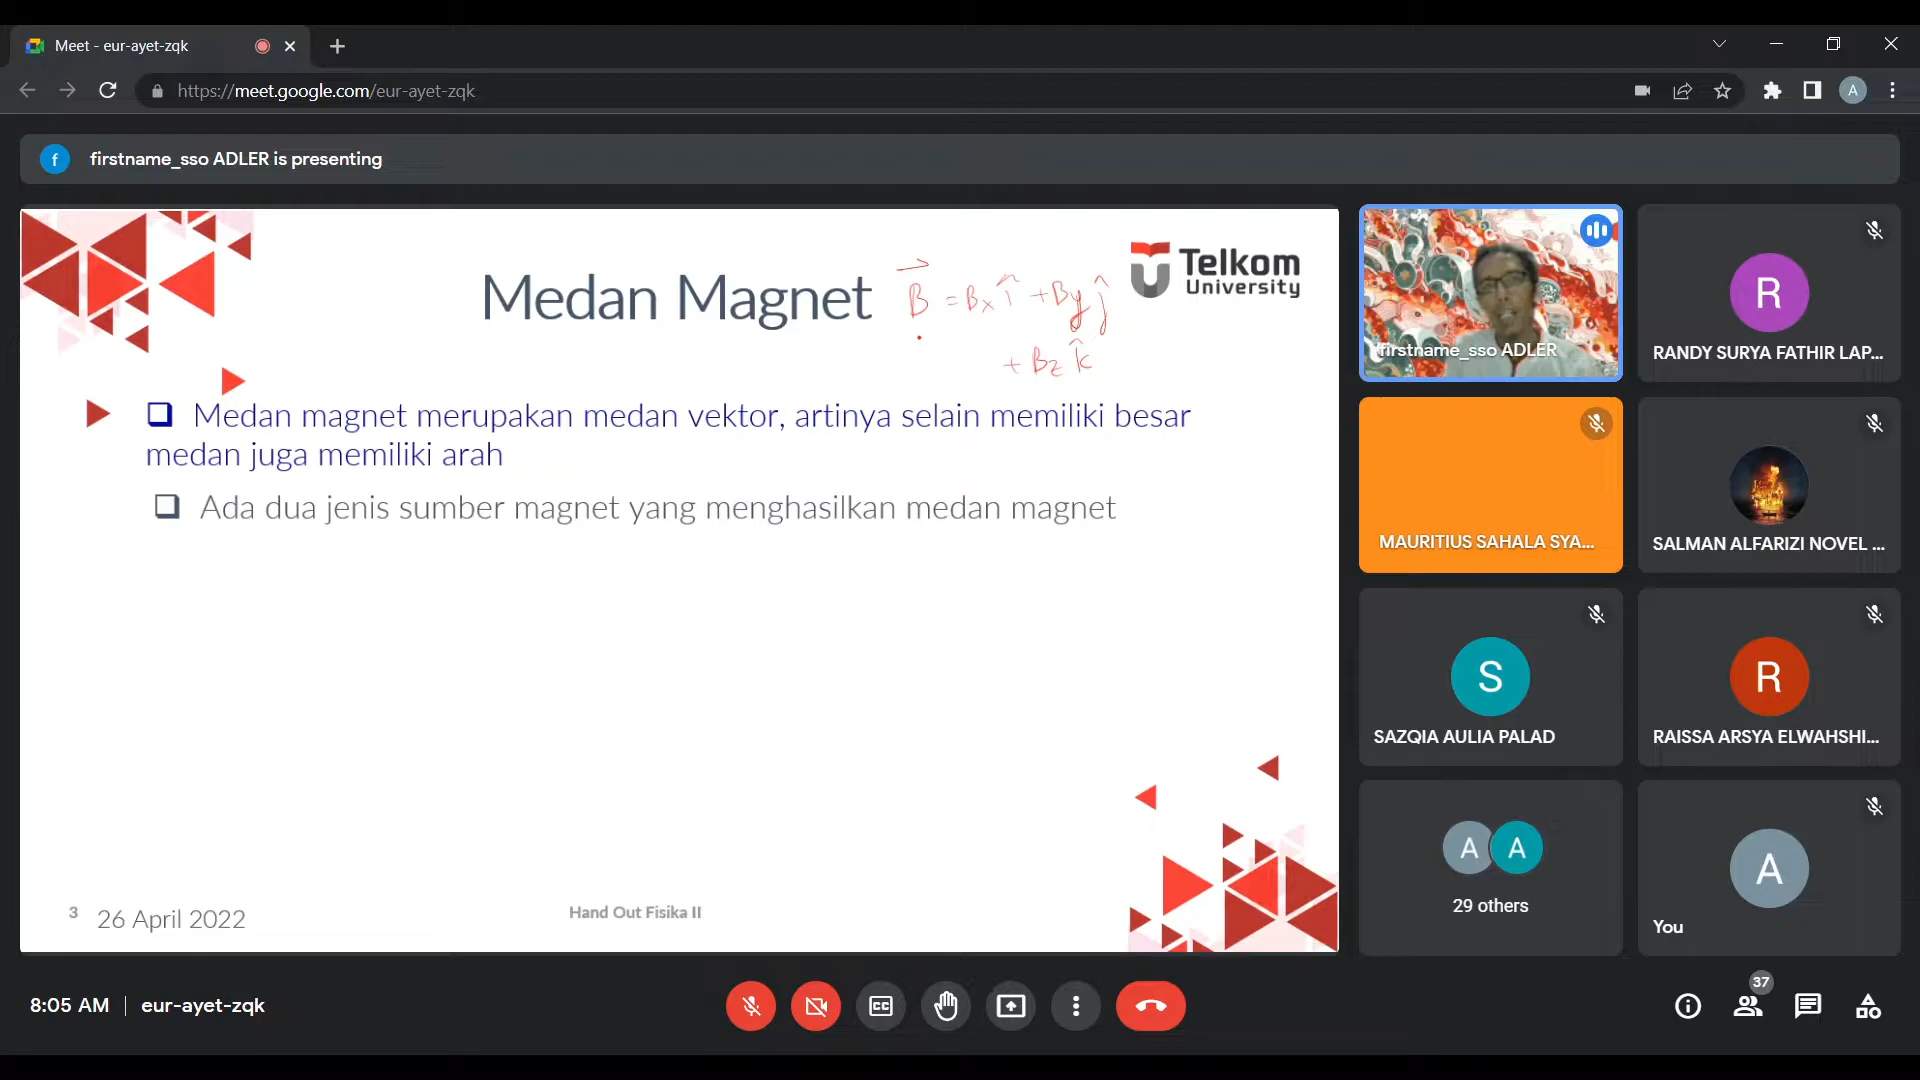 Meet - eur-ayet-zqk
https://meet.google.com/eur-ayet-zqk
A
f
firstname_sso ADLER is presenting
Medan Magnet
B⃗ = Bx î + By ĵ
+ Bz k̂
Telkom
University
Medan magnet merupakan medan vektor, artinya selain memiliki besar
medan juga memiliki arah
Ada dua jenis sumber magnet yang menghasilkan medan magnet
3
26 April 2022
Hand Out Fisika II
firstname_sso ADLER
R
RANDY SURYA FATHIR LAP...
MAURITIUS SAHALA SYA...
SALMAN ALFARIZI NOVEL ...
S
SAZQIA AULIA PALAD
R
RAISSA ARSYA ELWAHSHI...
A
A
29 others
A
You
8:05 AM
eur-ayet-zqk
CC
37